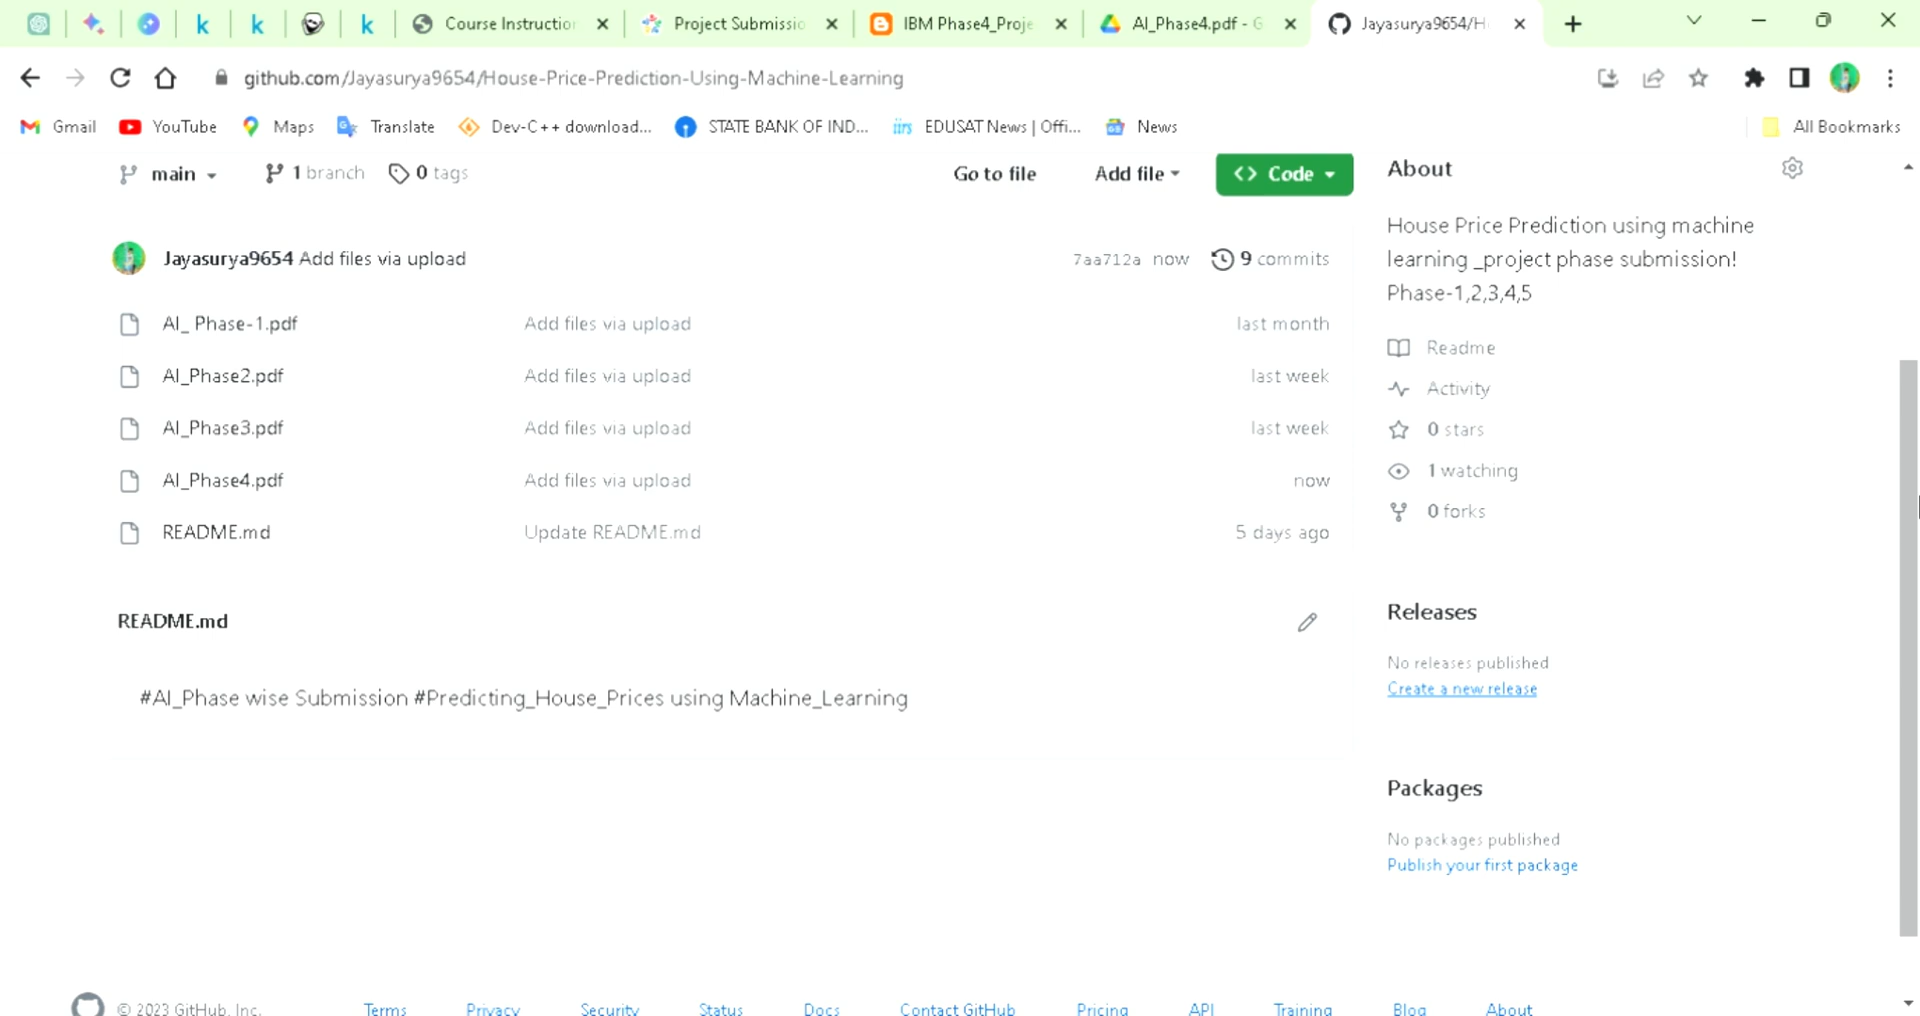 k
k
k
Course Instruction
Project Submissio
IBM Phase4_Proje
AI_Phase4.pdf - G
Jayasurya9654/H
github.com/Jayasurya9654/House-Price-Prediction-Using-Machine-Learning
Gmail
YouTube
Maps
Translate
Dev-C++ download...
STATE BANK OF IND...
iirs
EDUSAT News | Offi...
News
All Bookmarks
main
1 branch
0 tags
Go to file
Add file
<> Code
About
House Price Prediction using machine
learning _project phase submission!
Phase-1,2,3,4,5
Jayasurya9654 Add files via upload
7aa712a now
9 commits
AI_ Phase-1.pdf
Add files via upload
last month
AI_Phase2.pdf
Add files via upload
last week
AI_Phase3.pdf
Add files via upload
last week
AI_Phase4.pdf
Add files via upload
now
README.md
Update README.md
5 days ago
Readme
Activity
0 stars
1 watching
0 forks
README.md
#AI_Phase wise Submission #Predicting_House_Prices using Machine_Learning
Releases
No releases published
Create a new release
Packages
No packages published
Publish your first package
© 2023 GitHub, Inc.
Terms
Privacy
Security
Status
Docs
Contact GitHub
Pricing
API
Training
Blog
About